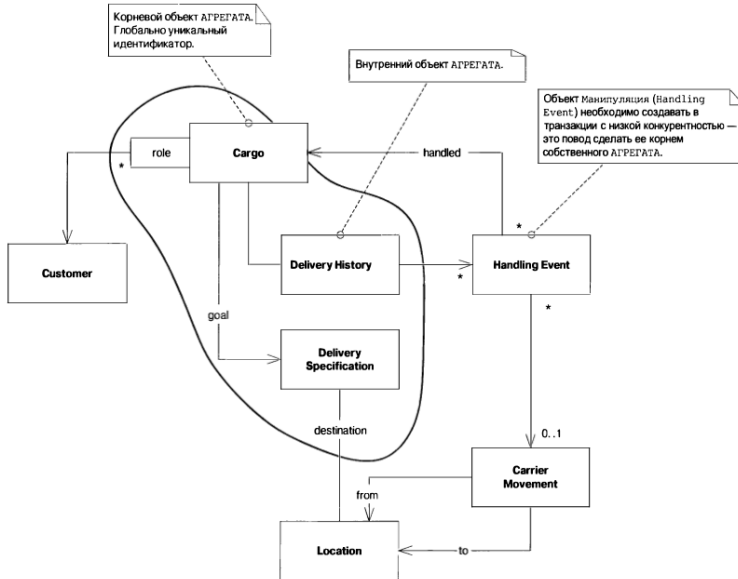 Корневой объект АГРЕГАТА.
Глобально уникальный
идентификатор.
Внутренний объект АГРЕГАТА.
Объект Манипуляция (Handling
Event) необходимо создавать в
транзакции с низкой конкурентностью —
это повод сделать ее корнем
собственного АГРЕГАТА.
role
*
Cargo
handled
Customer
Delivery History
*
*
Handling Event
*
goal
Delivery
Specification
destination
0..1
Carrier
Movement
from
Location
to